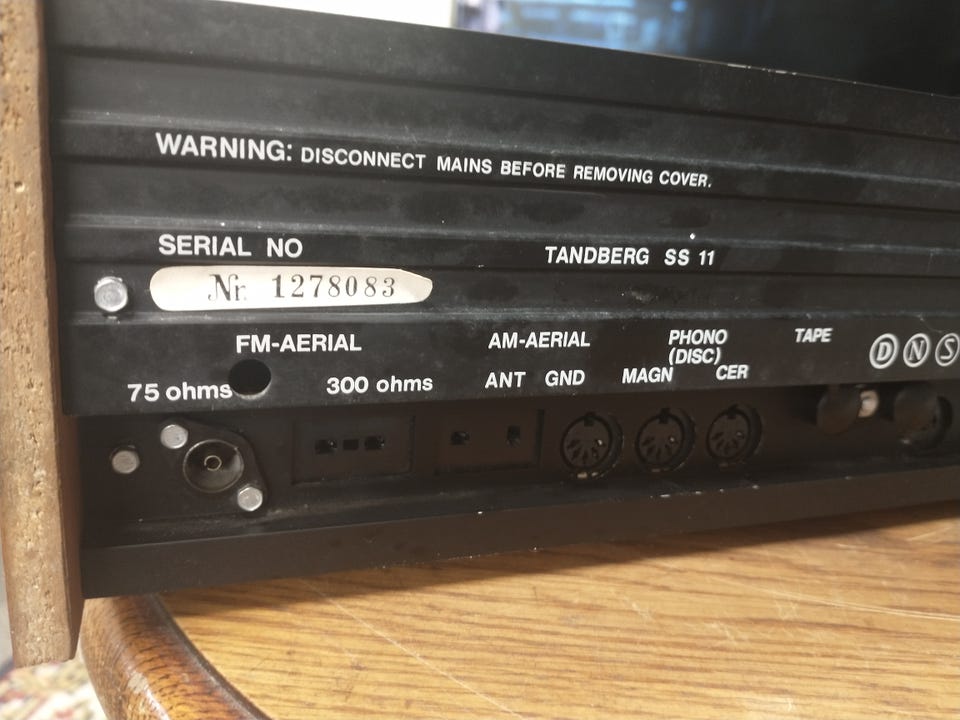 WARNING: DISCONNECT MAINS BEFORE REMOVING COVER.
SERIAL NO
TANDBERG SS 11
Nr. 1278083
FM-AERIAL
AM-AERIAL
PHONO
(DISC)
TAPE
D N S
75 ohms
300 ohms
ANT GND
MAGN CER